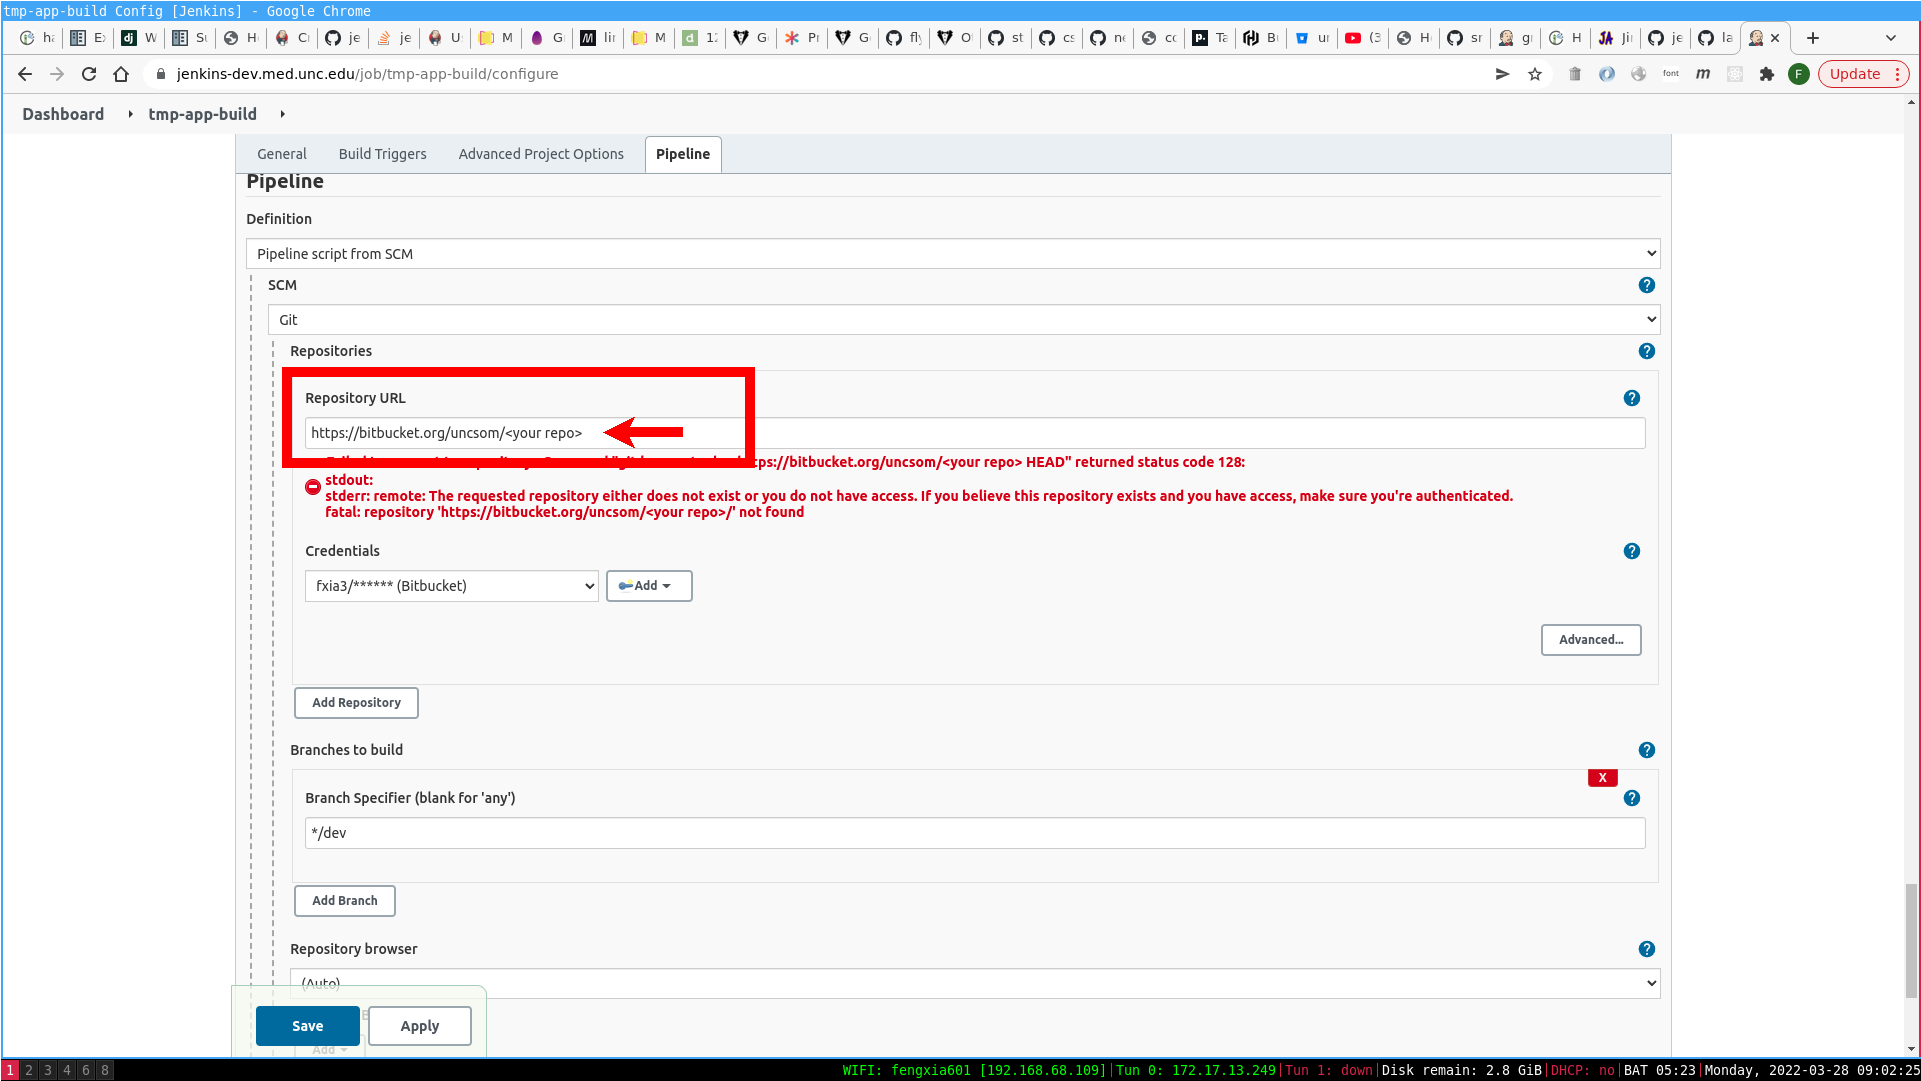 tmp-app-build Config [Jenkins] - Google Chrome
jenkins-dev.med.unc.edu/job/tmp-app-build/configure
font
m
F
Update
Dashboard
tmp-app-build
General
Build Triggers
Advanced Project Options
Pipeline
Pipeline
Definition
Pipeline script from SCM
SCM
Git
Repositories
Repository URL
https://bitbucket.org/uncsom/<your repo>
ttps://bitbucket.org/uncsom/<your repo> HEAD" returned status code 128:
stdout:
stderr: remote: The requested repository either does not exist or you do not have access. If you believe this repository exists and you have access, make sure you're authenticated.
fatal: repository 'https://bitbucket.org/uncsom/<your repo>/' not found
Credentials
fxia3/****** (Bitbucket)
Add
Advanced...
Add Repository
Branches to build
X
Branch Specifier (blank for 'any')
*/dev
Add Branch
Repository browser
(Auto)
Save
Apply
Add
1 2 3 4 6 8
WIFI: fengxia601 [192.168.68.109]|Tun 0: 172.17.13.249|Tun 1: down|Disk remain: 2.8 GiB|DHCP: no|BAT 05:23|Monday, 2022-03-28 09:02:25